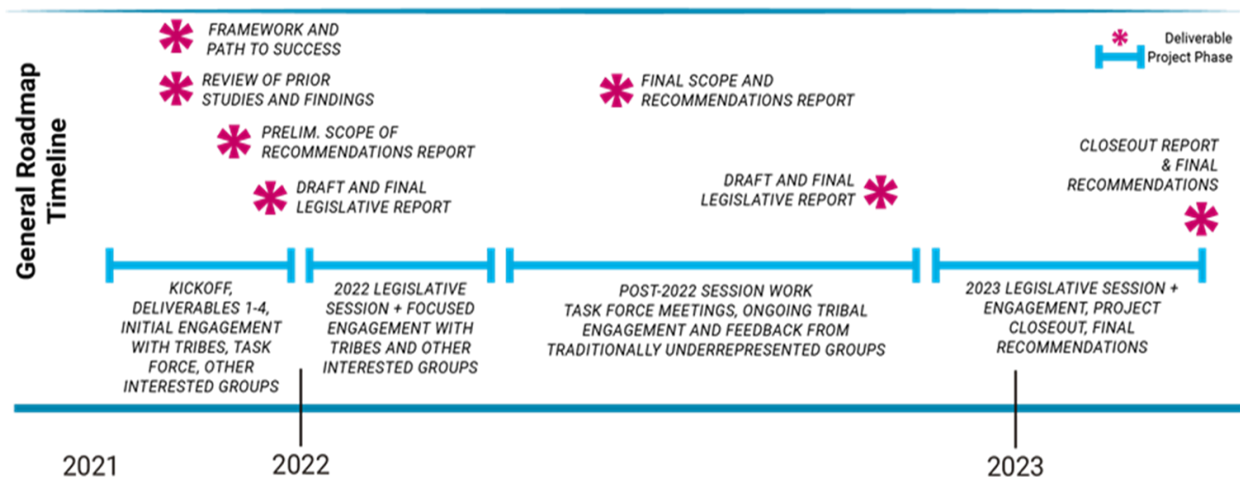 General Roadmap
Timeline
FRAMEWORK AND
PATH TO SUCCESS
REVIEW OF PRIOR
STUDIES AND FINDINGS
PRELIM. SCOPE OF
RECOMMENDATIONS REPORT
DRAFT AND FINAL
LEGISLATIVE REPORT
FINAL SCOPE AND
RECOMMENDATIONS REPORT
DRAFT AND FINAL
LEGISLATIVE REPORT
Deliverable
Project Phase
CLOSEOUT REPORT
& FINAL
RECOMMENDATIONS
KICKOFF,
DELIVERABLES 1-4,
INITIAL ENGAGEMENT
WITH TRIBES, TASK
FORCE, OTHER
INTERESTED GROUPS
2022 LEGISLATIVE
SESSION + FOCUSED
ENGAGEMENT WITH
TRIBES AND OTHER
INTERESTED GROUPS
POST-2022 SESSION WORK
TASK FORCE MEETINGS, ONGOING TRIBAL
ENGAGEMENT AND FEEDBACK FROM
TRADITIONALLY UNDERREPRESENTED GROUPS
2023 LEGISLATIVE SESSION +
ENGAGEMENT, PROJECT
CLOSEOUT, FINAL
RECOMMENDATIONS
2021
2022
2023